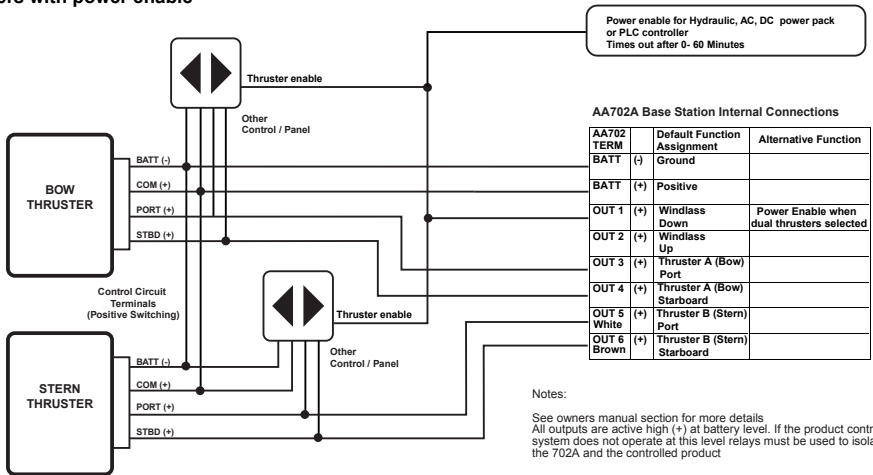 ers with power enable
Power enable for Hydraulic, AC, DC power pack
or PLC controller
Times out after 0- 60 Minutes
Thruster enable
Other
Control / Panel
AA702A Base Station Internal Connections
AA702 TERM Default Function Assignment Alternative Function
BATT (-) Ground
BATT (+) Positive
OUT 1 (+) Windlass Down Power Enable when dual thrusters selected
OUT 2 (+) Windlass Up
OUT 3 (+) Thruster A (Bow) Port
OUT 4 (+) Thruster A (Bow) Starboard
OUT 5 White (+) Thruster B (Stern) Port
OUT 6 Brown (+) Thruster B (Stern) Starboard
BOW
THRUSTER
BATT (-)
COM (+)
PORT (+)
STBD (+)
Control Circuit
Terminals
(Positive Switching)
Thruster enable
Other
Control / Panel
STERN
THRUSTER
BATT (-)
COM (+)
PORT (+)
STBD (+)
Notes:
See owners manual section for more details
All outputs are active high (+) at battery level. If the product contr
system does not operate at this level relays must be used to isola
the 702A and the controlled product